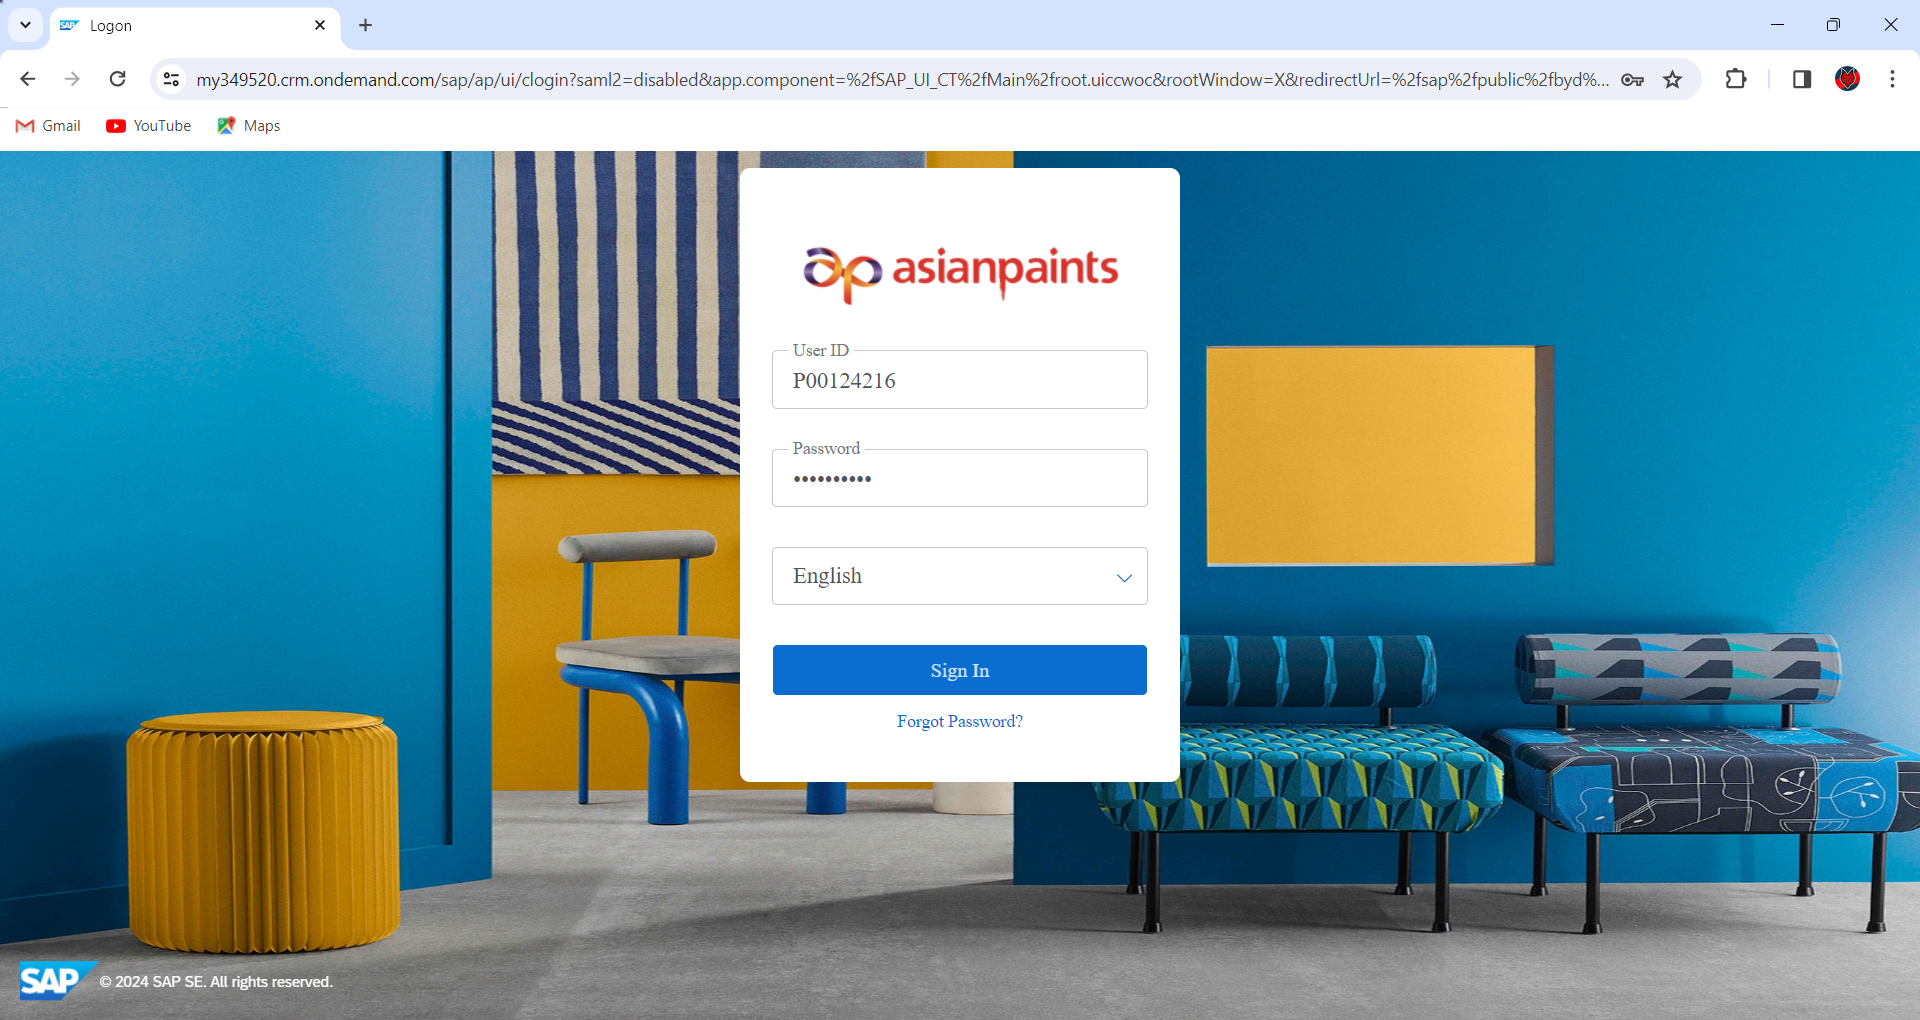 Logon
my349520.crm.ondemand.com/sap/ap/ui/clogin?saml2=disabled&app.component=%2fSAP_UI_CT%2fMain%2froot.uiccwoc&rootWindow=X&redirectUrl=%2fsap%2fpublic%2fbyd%...
Gmail YouTube Maps
asianpaints
User ID
P00124216
Password
••••••••••
English
Sign In
Forgot Password?
SAP © 2024 SAP SE. All rights reserved.